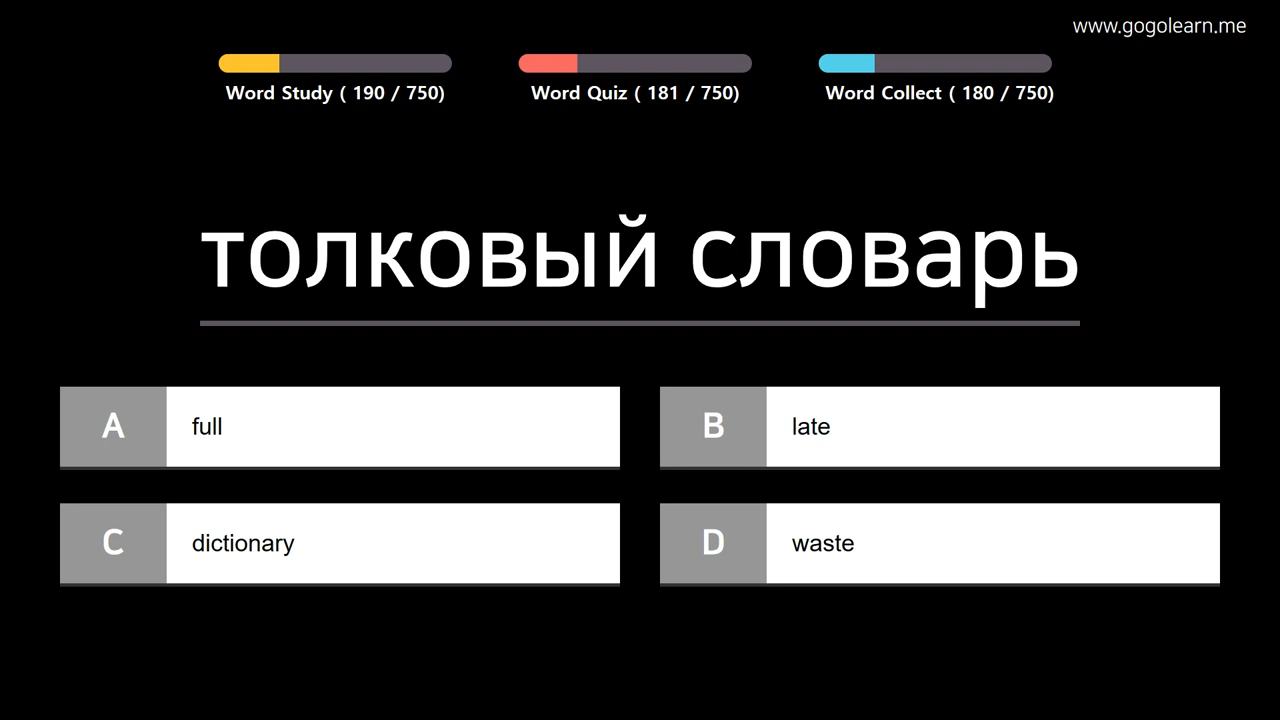 www.gogolearn.me
Word Study ( 190 / 750)
Word Quiz ( 181 / 750)
Word Collect ( 180 / 750)
толковый словарь
A full
B late
C dictionary
D waste